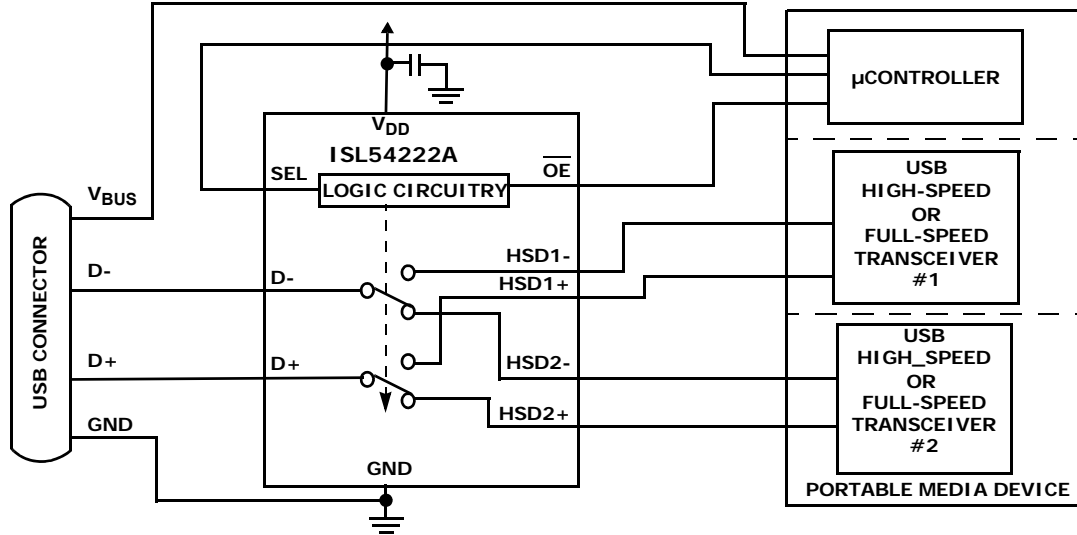 µCONTROLLER
VDD
ISL54222A
SEL
LOGIC CIRCUITRY
OE
VBUS
USB CONNECTOR
D-
D-
D+
D+
GND
GND
HSD1-
HSD1+
HSD2-
HSD2+
USB
HIGH-SPEED
OR
FULL-SPEED
TRANSCEIVER
#1
USB
HIGH_SPEED
OR
FULL-SPEED
TRANSCEIVER
#2
PORTABLE MEDIA DEVICE